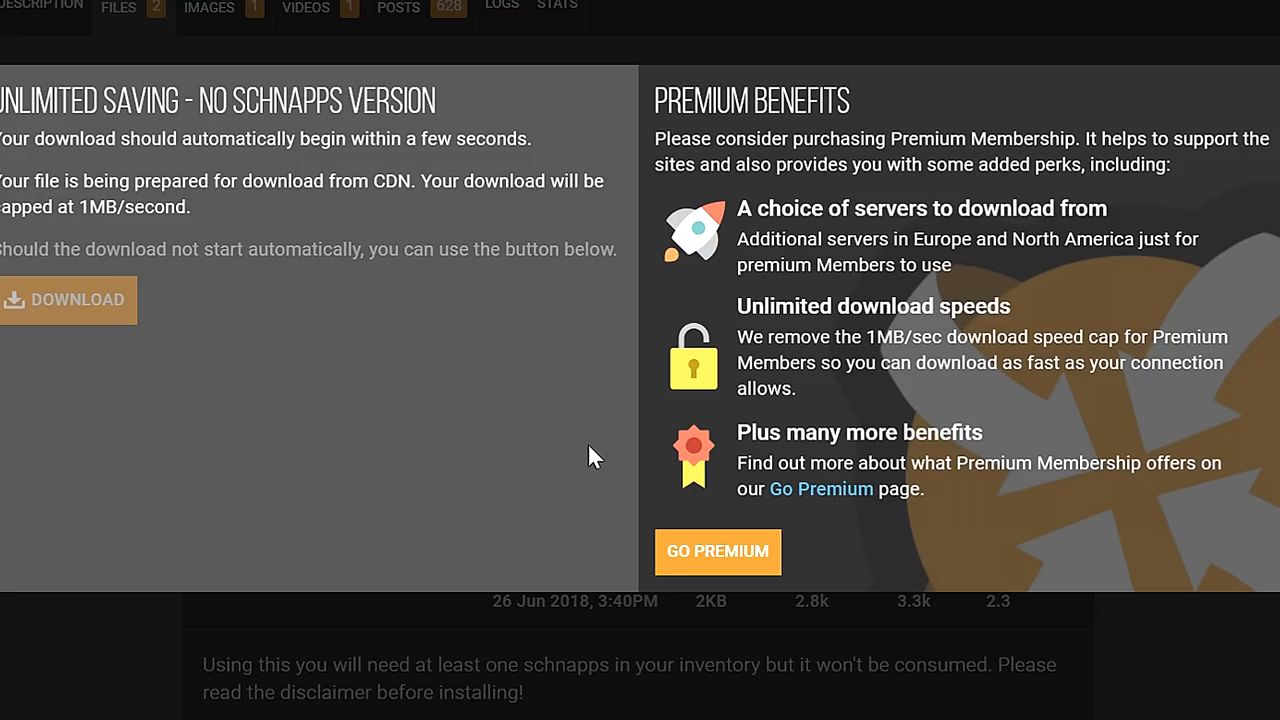 DESCRIPTION
FILES 2
IMAGES 1
VIDEOS 1
POSTS 628
LOGS
STATS
UNLIMITED SAVING - NO SCHNAPPS VERSION
Your download should automatically begin within a few seconds.
Your file is being prepared for download from CDN. Your download will be
capped at 1MB/second.
Should the download not start automatically, you can use the button below.
DOWNLOAD
PREMIUM BENEFITS
Please consider purchasing Premium Membership. It helps to support the
sites and also provides you with some added perks, including:
A choice of servers to download from
Additional servers in Europe and North America just for
premium Members to use
Unlimited download speeds
We remove the 1MB/sec download speed cap for Premium
Members so you can download as fast as your connection
allows.
Plus many more benefits
Find out more about what Premium Membership offers on
our Go Premium page.
GO PREMIUM
26 Jun 2018, 3:40PM 2KB 2.8k 3.3k 2.3
Using this you will need at least one schnapps in your inventory but it won't be consumed. Please
read the disclaimer before installing!